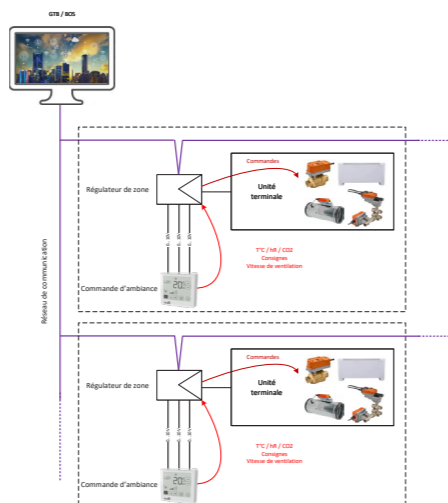 GTB / BOS
Réseau de communication
Régulateur de zone
Commandes
Unité
terminale
T°C / hR / CO2
Consignes
Vitesse de ventilation
Commande d'ambiance
Régulateur de zone
Commandes
Unité
terminale
T°C / hR / CO2
Consignes
Vitesse de ventilation
Commande d'ambiance